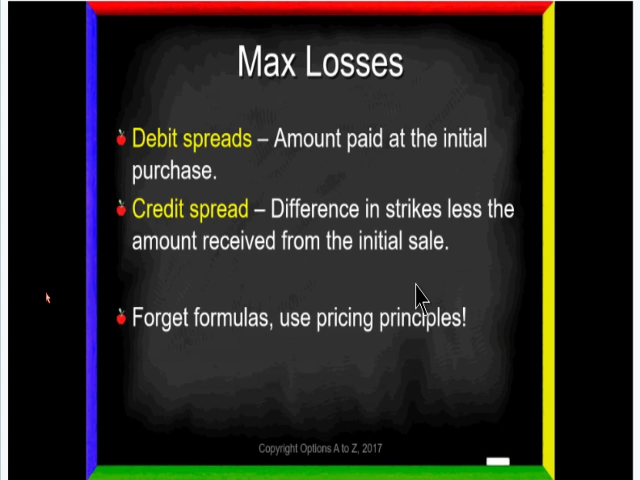 Max Losses
Debit spreads – Amount paid at the initial
purchase.
Credit spread – Difference in strikes less the
amount received from the initial sale.
Forget formulas, use pricing principles!
Copyright Options A to Z, 2017